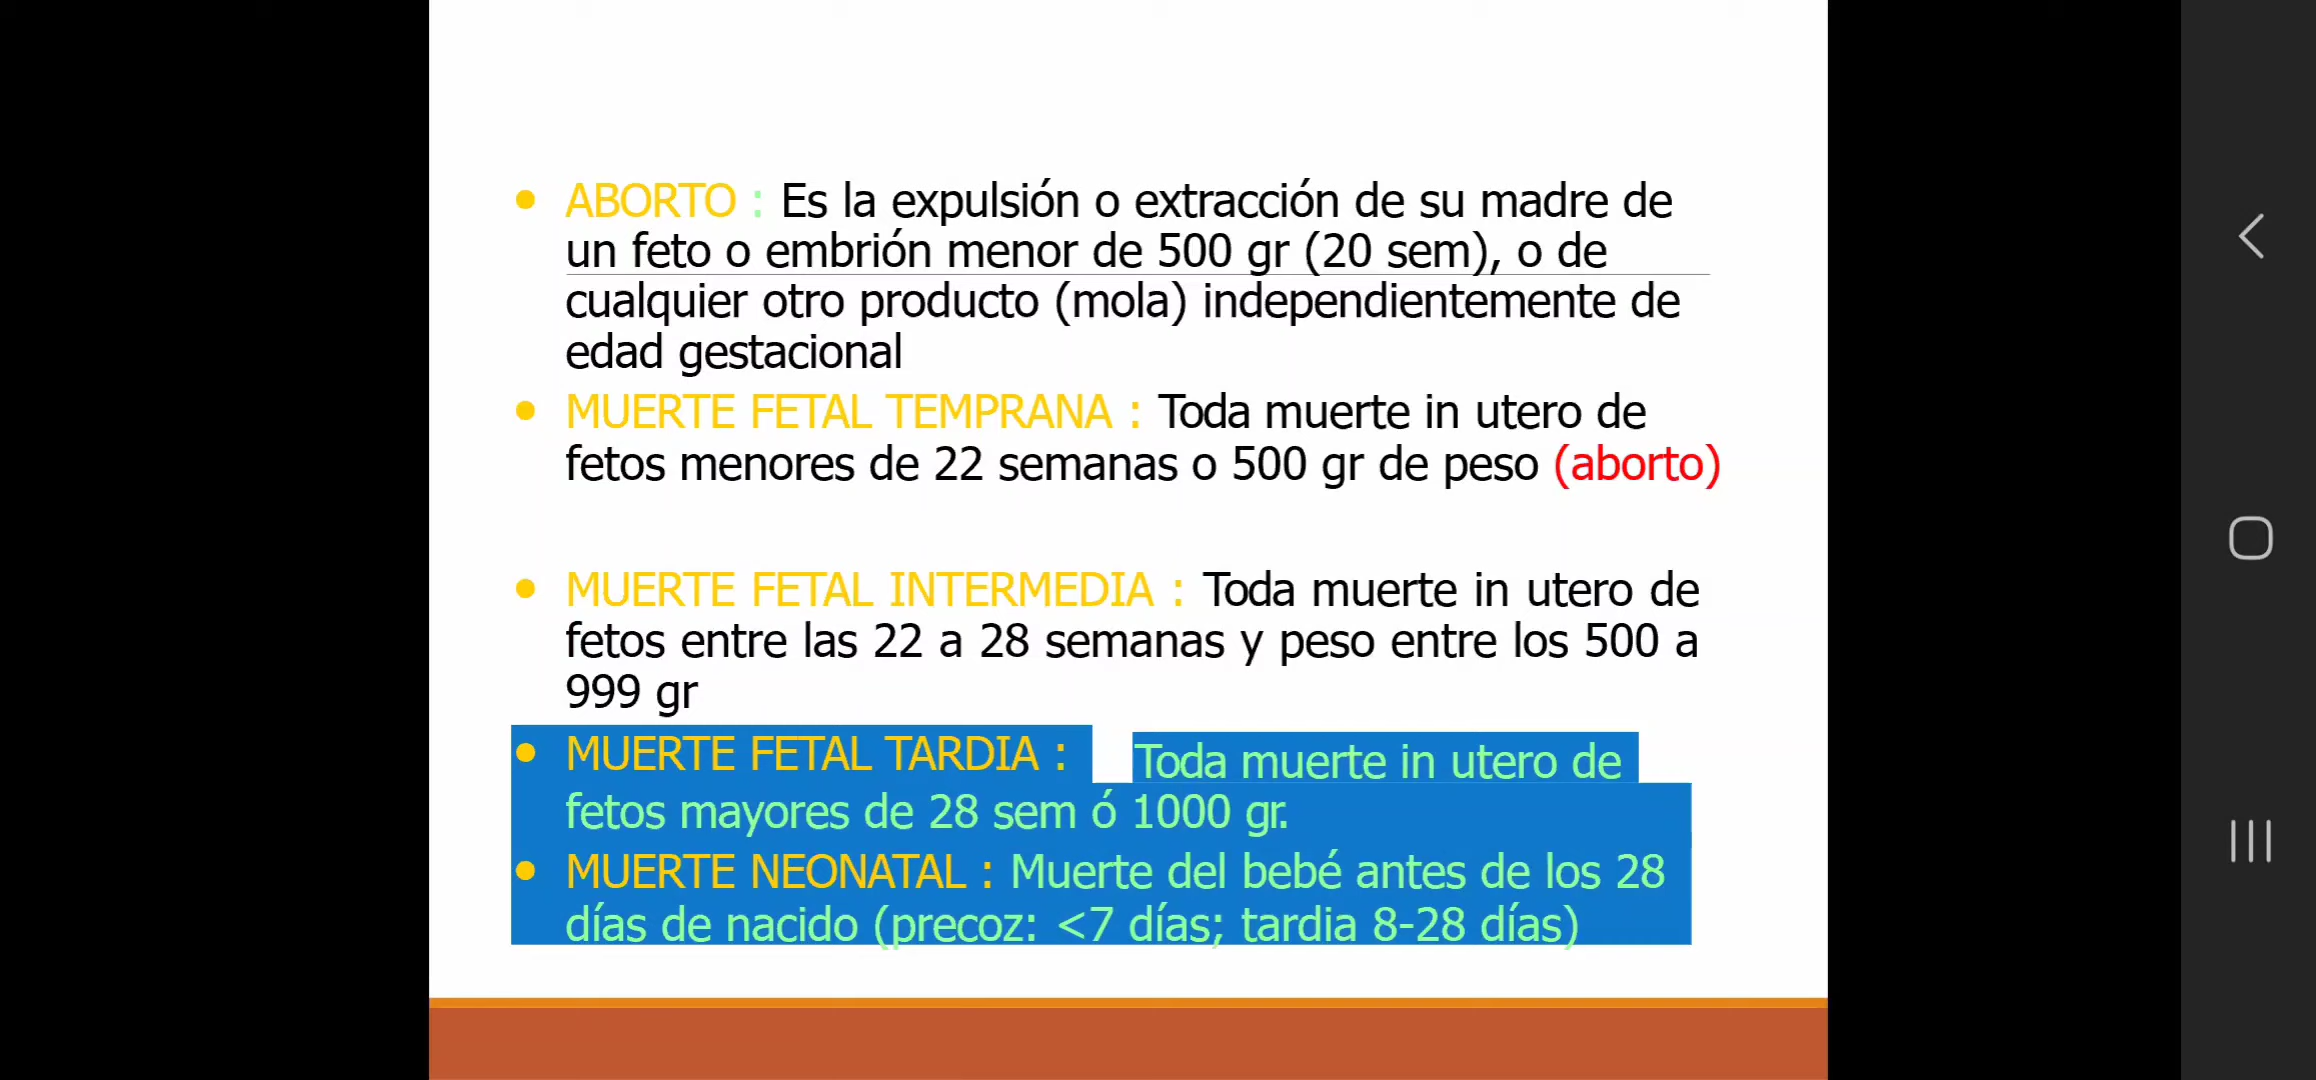 • ABORTO : Es la expulsión o extracción de su madre de
un feto o embrión menor de 500 gr (20 sem), o de
cualquier otro producto (mola) independientemente de
edad gestacional
• MUERTE FETAL TEMPRANA : Toda muerte in utero de
fetos menores de 22 semanas o 500 gr de peso (aborto)
• MUERTE FETAL INTERMEDIA : Toda muerte in utero de
fetos entre las 22 a 28 semanas y peso entre los 500 a
999 gr
• MUERTE FETAL TARDIA : Toda muerte in utero de
fetos mayores de 28 sem ó 1000 gr.
• MUERTE NEONATAL : Muerte del bebé antes de los 28
días de nacido (precoz: <7 días; tardia 8-28 días)